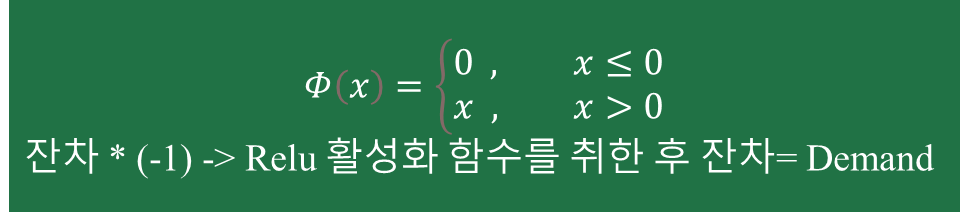 Φ(x) = { 0 , x ≤ 0
x , x > 0
잔차 * (-1) -> Relu 활성화 함수를 취한 후 잔차= Demand